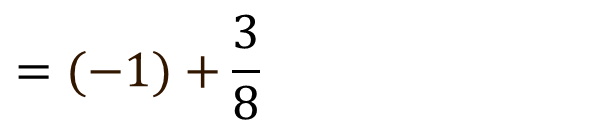 = (−1) + 3/8